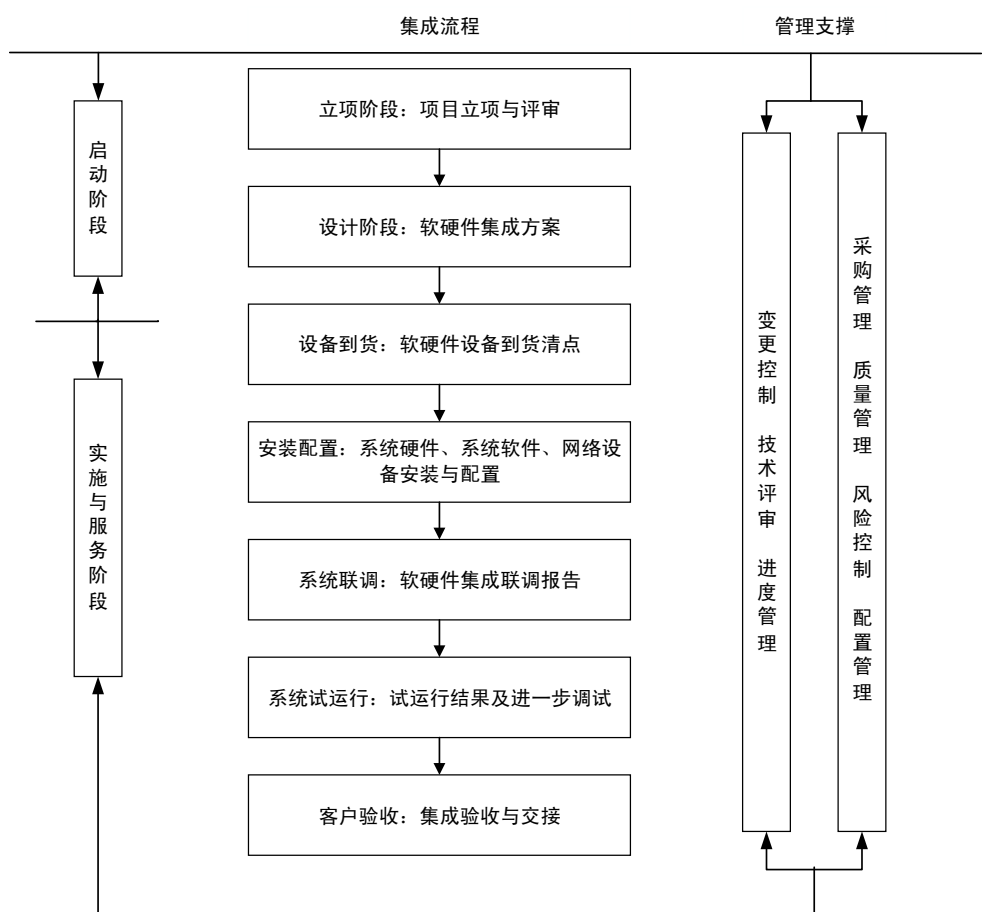 集成流程
管理支撑
启动阶段
实施与服务阶段
立项阶段：项目立项与评审
设计阶段：软硬件集成方案
设备到货：软硬件设备到货清点
安装配置：系统硬件、系统软件、网络设
备安装与配置
系统联调：软硬件集成联调报告
系统试运行：试运行结果及进一步调试
客户验收：集成验收与交接
变更控制 技术评审 进度管理
采购管理 质量管理 风险控制 配置管理